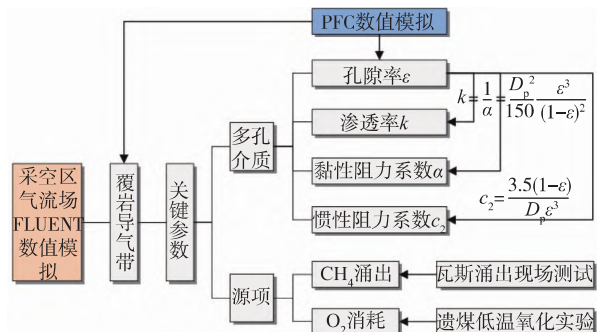 PFC数值模拟
孔隙率ε
k=1/α=D_p²/150 ε³/(1−ε)²
渗透率k
多孔
介质
黏性阻力系数α
惯性阻力系数c₂
c₂=3.5(1−ε)/D_pε³
采空区
气流场
FLUENT
数值模
拟
覆岩导气带
关键参数
源项
CH₄涌出
瓦斯涌出现场测试
O₂消耗
遗煤低温氧化实验